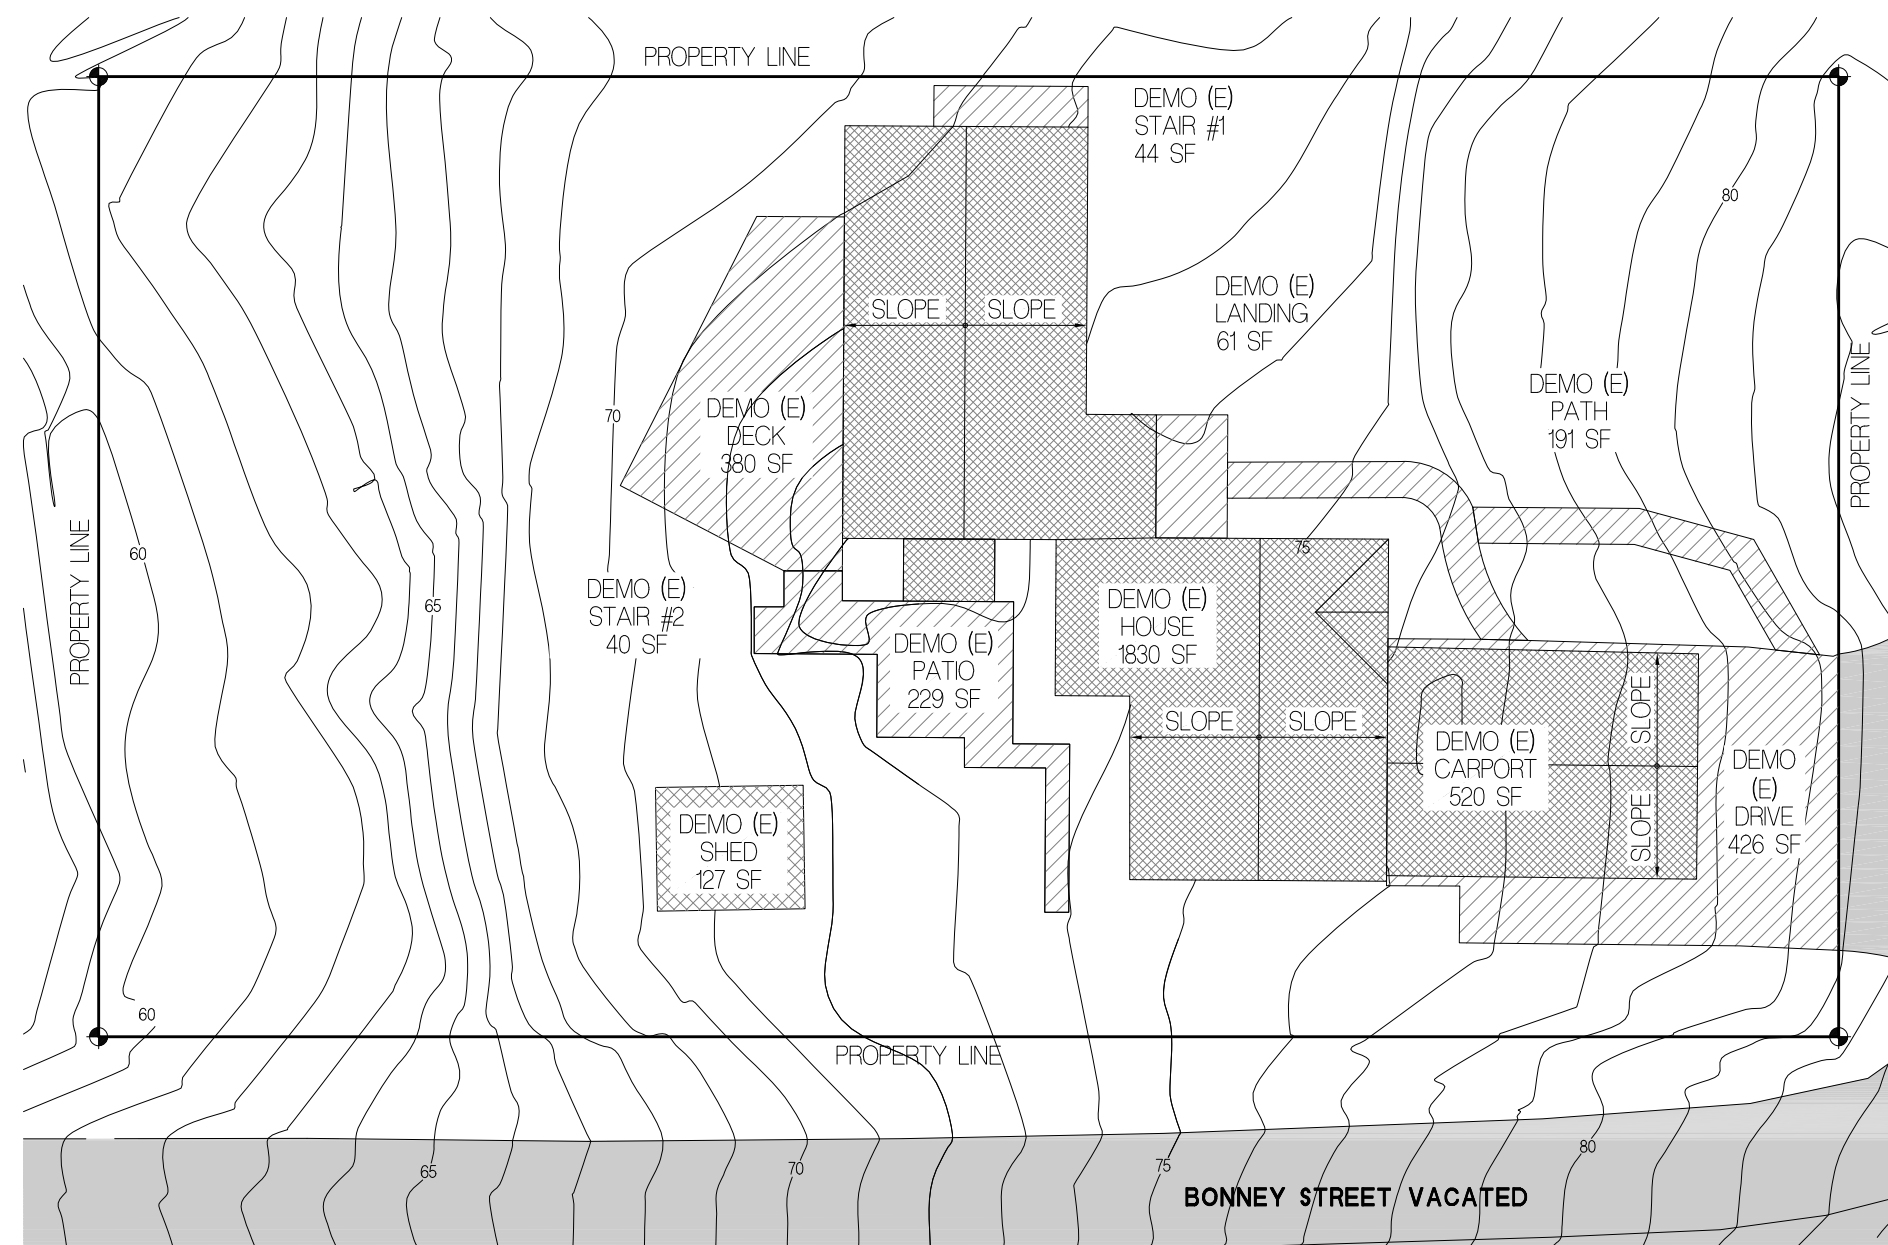 PROPERTY LINE
DEMO (E)
STAIR #1
44 SF
80
DEMO (E)
LANDING
61 SF
SLOPE
SLOPE
PROPERTY LINE
DEMO (E)
PATH
191 SF
70
DEMO (E)
DECK
380 SF
PROPERTY LINE
60
75
65
DEMO (E)
STAIR #2
40 SF
DEMO (E)
HOUSE
1830 SF
DEMO (E)
PATIO
229 SF
SLOPE
SLOPE
SLOPE
DEMO (E)
CARPORT
520 SF
SLOPE
DEMO
(E)
DRIVE
426 SF
DEMO (E)
SHED
127 SF
60
PROPERTY LINE
65
70
75
80
BONNEY STREET VACATED